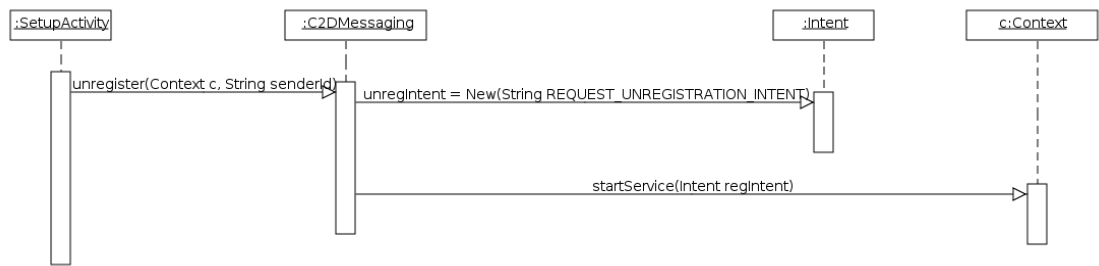 :SetupActivity
:C2DMessaging
:Intent
c:Context
unregister(Context c, String senderId)
unregIntent = New(String REQUEST_UNREGISTRATION_INTENT)
startService(Intent regIntent)